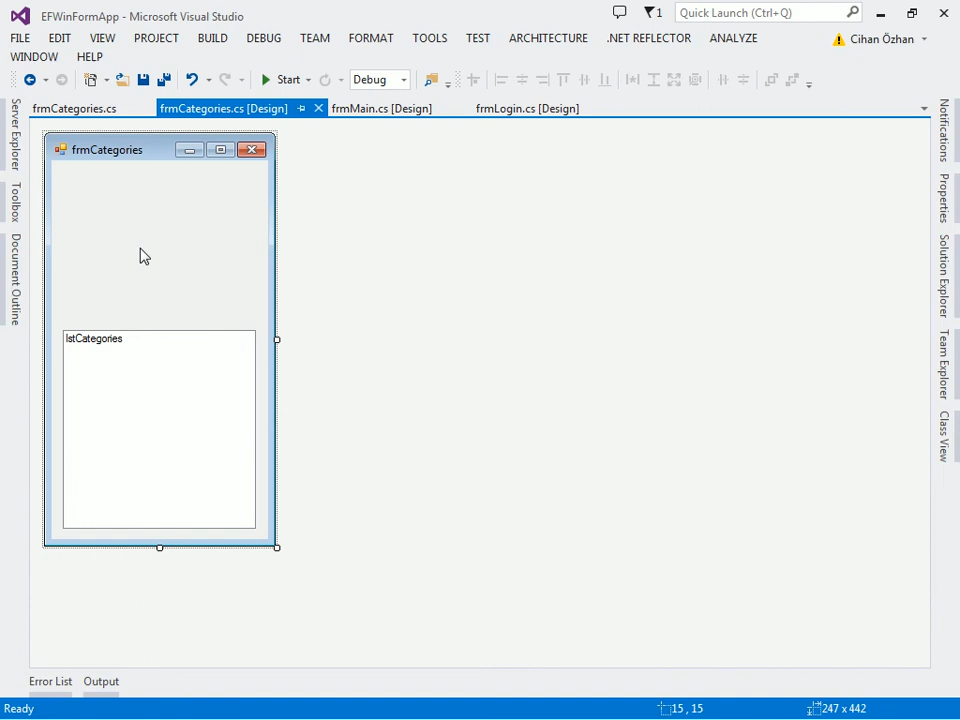 EFWinFormApp - Microsoft Visual Studio
1
Quick Launch (Ctrl+Q)
FILE EDIT VIEW PROJECT BUILD DEBUG TEAM FORMAT TOOLS TEST ARCHITECTURE .NET REFLECTOR ANALYZE
Cihan Özhan
WINDOW HELP
Start Debug
frmCategories.cs frmCategories.cs [Design] frmMain.cs [Design] frmLogin.cs [Design]
Server Explorer
Toolbox
Document Outline
frmCategories
lstCategories
Notifications
Properties
Solution Explorer
Team Explorer
Class View
Error List Output
Ready 15 , 15 247 x 442